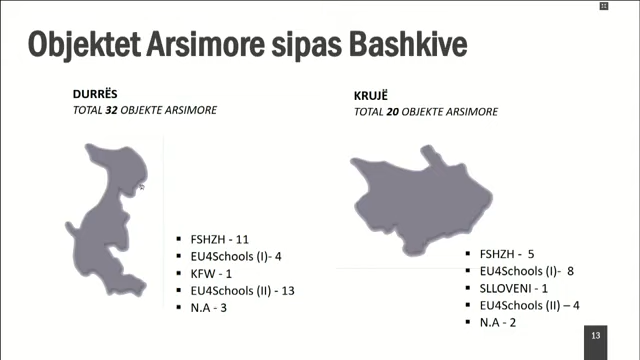 Objektet Arsimore sipas Bashkive
DURRËS
TOTAL 32 OBJEKTE ARSIMORE
FSHZH - 11
EU4Schools (I)- 4
KFW - 1
EU4Schools (II) - 13
N.A - 3
KRUJË
TOTAL 20 OBJEKTE ARSIMORE
FSHZH - 5
EU4Schools (I)- 8
SLLOVENI - 1
EU4Schools (II) – 4
N.A - 2
13